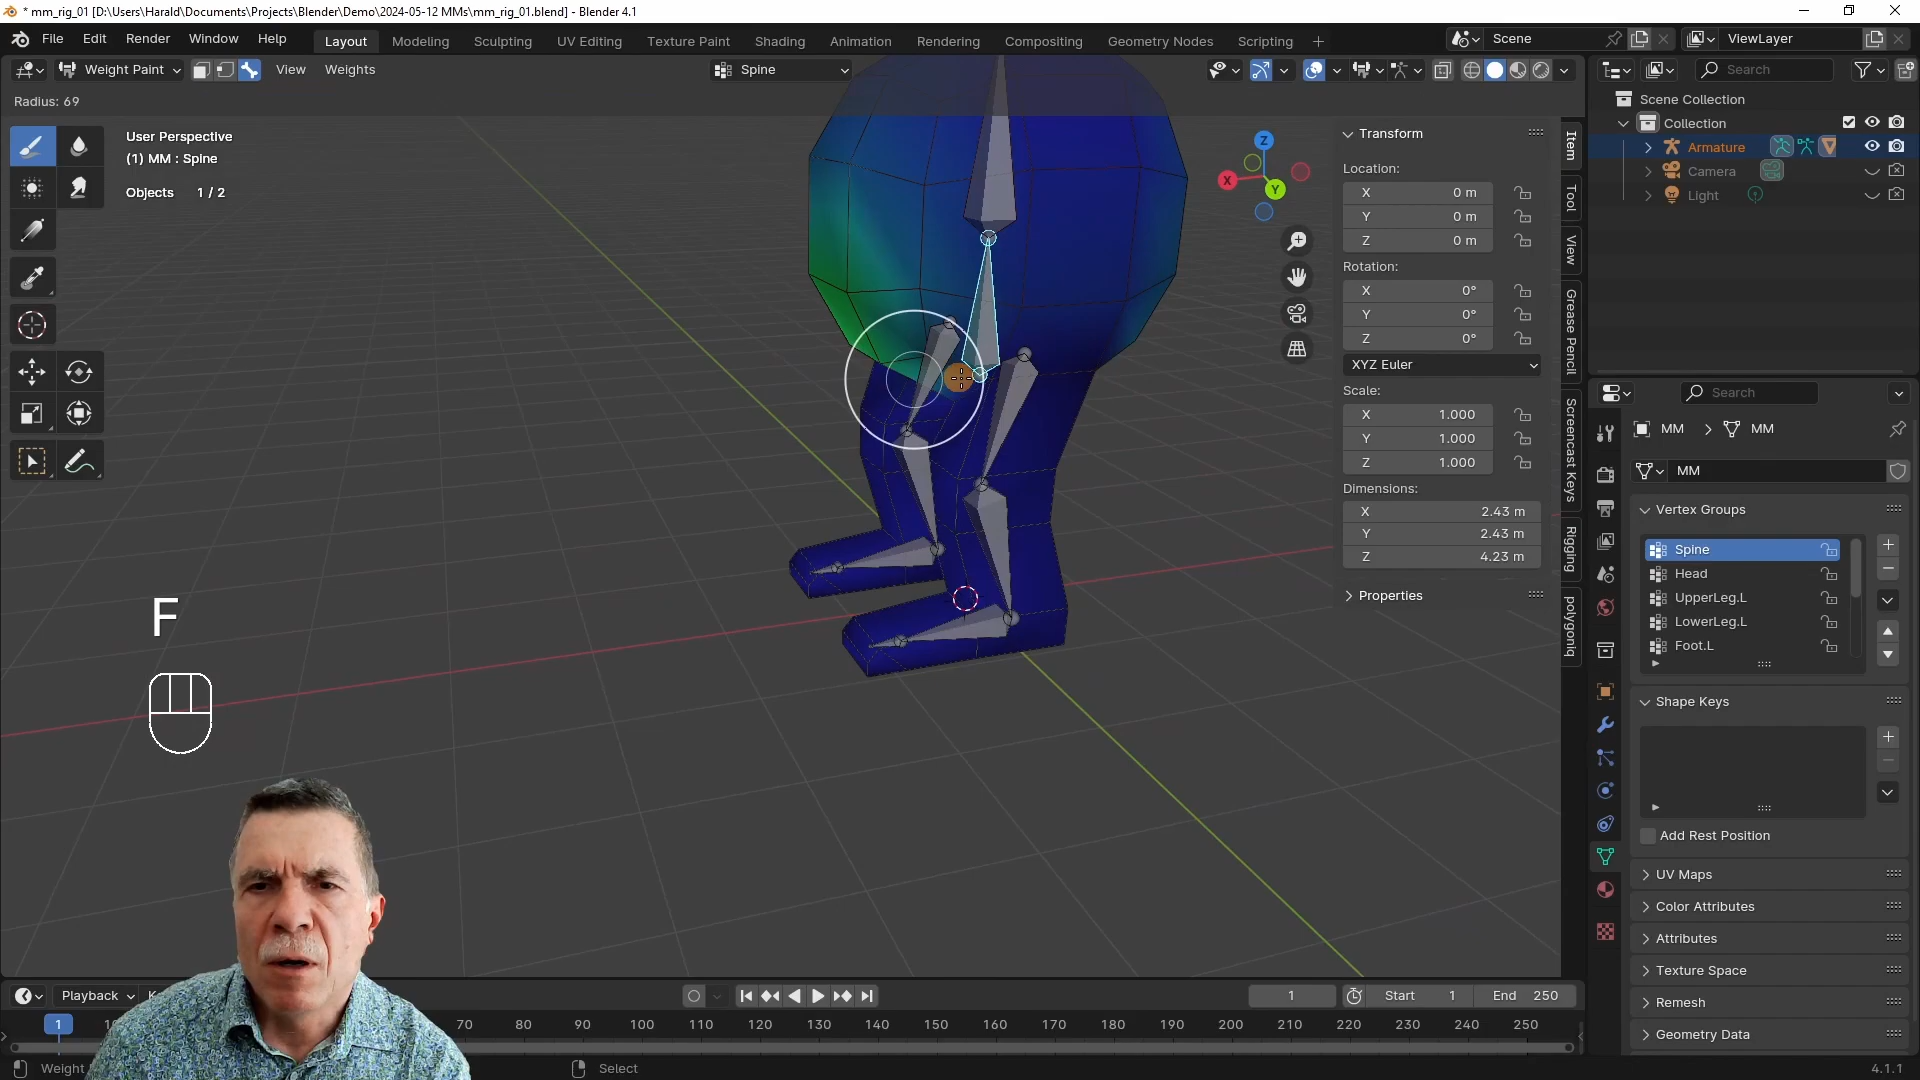 * mm_rig_01 [D:\Users\Harald\Documents\Projects\Blender\Demo\2024-05-12 MMs\mm_rig_01.blend] - Blender 4.1
File Edit Render Window Help Layout Modeling Sculpting UV Editing Texture Paint Shading Animation Rendering Compositing Geometry Nodes Scripting Scene ViewLayer
Weight Paint View Weights Spine Search
Radius: 69
User Perspective
(1) MM : Spine
Objects 1 / 2
Z
X
Y
Transform
Location:
X 0 m
Y 0 m
Z 0 m
Rotation:
X 0°
Y 0°
Z 0°
XYZ Euler
Scale:
X 1.000
Y 1.000
Z 1.000
Dimensions:
X 2.43 m
Y 2.43 m
Z 4.23 m
Properties
Item
Tool
View
Grease Pencil
Screencast Keys
Rigging
polygoniq
Scene Collection
Collection
Armature
Camera
Light
Search
MM > MM
MM
Vertex Groups
Spine
Head
UpperLeg.L
LowerLeg.L
Foot.L
Shape Keys
Add Rest Position
UV Maps
Color Attributes
Attributes
Texture Space
Remesh
Geometry Data
F
Playback 1 Start 1 End 250
1 70 80 90 100 110 120 130 140 150 160 170 180 190 200 210 220 230 240 250
Weight Select 4.1.1